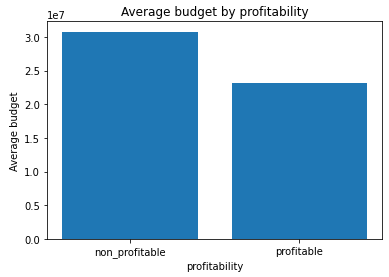 Average budget by profitability
1e7
3.0
2.5
2.0
1.5
1.0
0.5
0.0
Average budget
non_profitable profitable
profitability